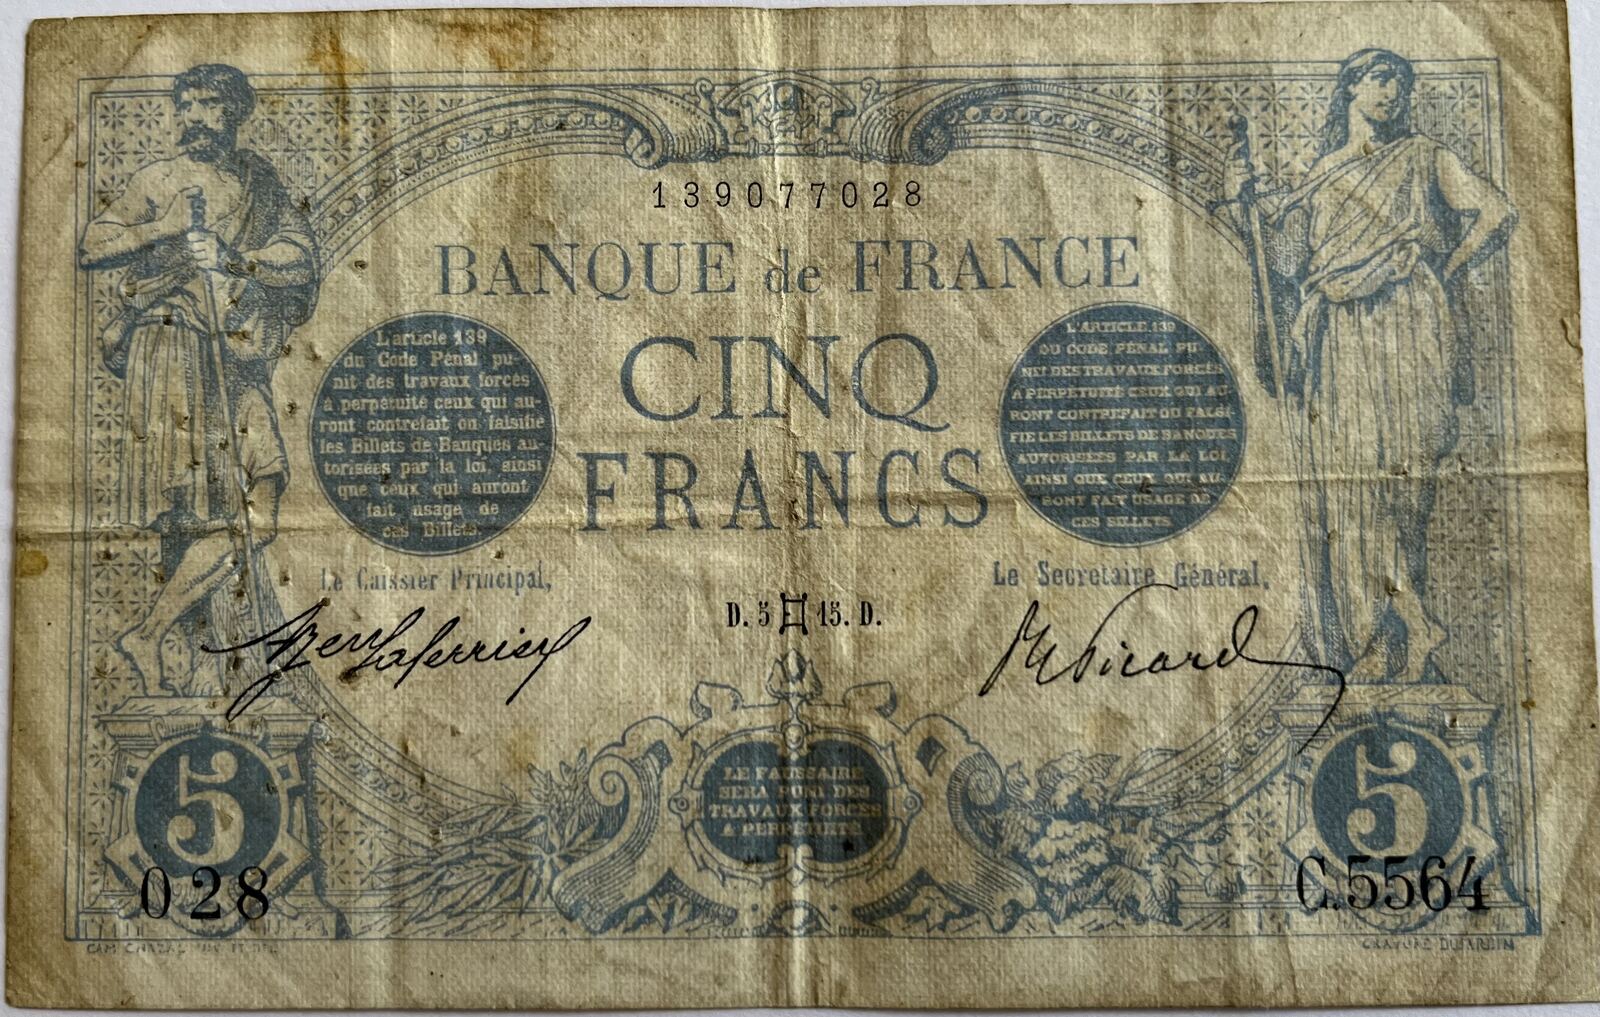 139077028
BANQUE de FRANCE
CINQ
FRANCS
L'article 139
du Code Pénal pu-
nit des travaux forcés
à perpétuité ceux qui au-
ront contrefait ou falsifié
les Billets de Banques au-
torisées par la loi, ainsi
que ceux qui auront
fait usage de
ces Billets.
L'ARTICLE 139
DU CODE PÉNAL PU-
NIT DES TRAVAUX FORCÉS
A PERPÉTUITÉ CEUX QUI AU-
RONT CONTREFAIT OU FALSI-
FIÉ LES BILLETS DE BANQUES
AUTORISÉES PAR LA LOI
AINSI QUE CEUX QUI AU-
RONT FAIT USAGE DE
CES BILLETS
Le Caissier Principal,
Le Secrétaire Général,
D. 5 15. D.
Picard
LE FAUSSAIRE
SERA PUNI DES
TRAVAUX FORCÉS
A PERPÉTUITÉ
5
5
028
C.5564
GRAVURE DUJARDIN